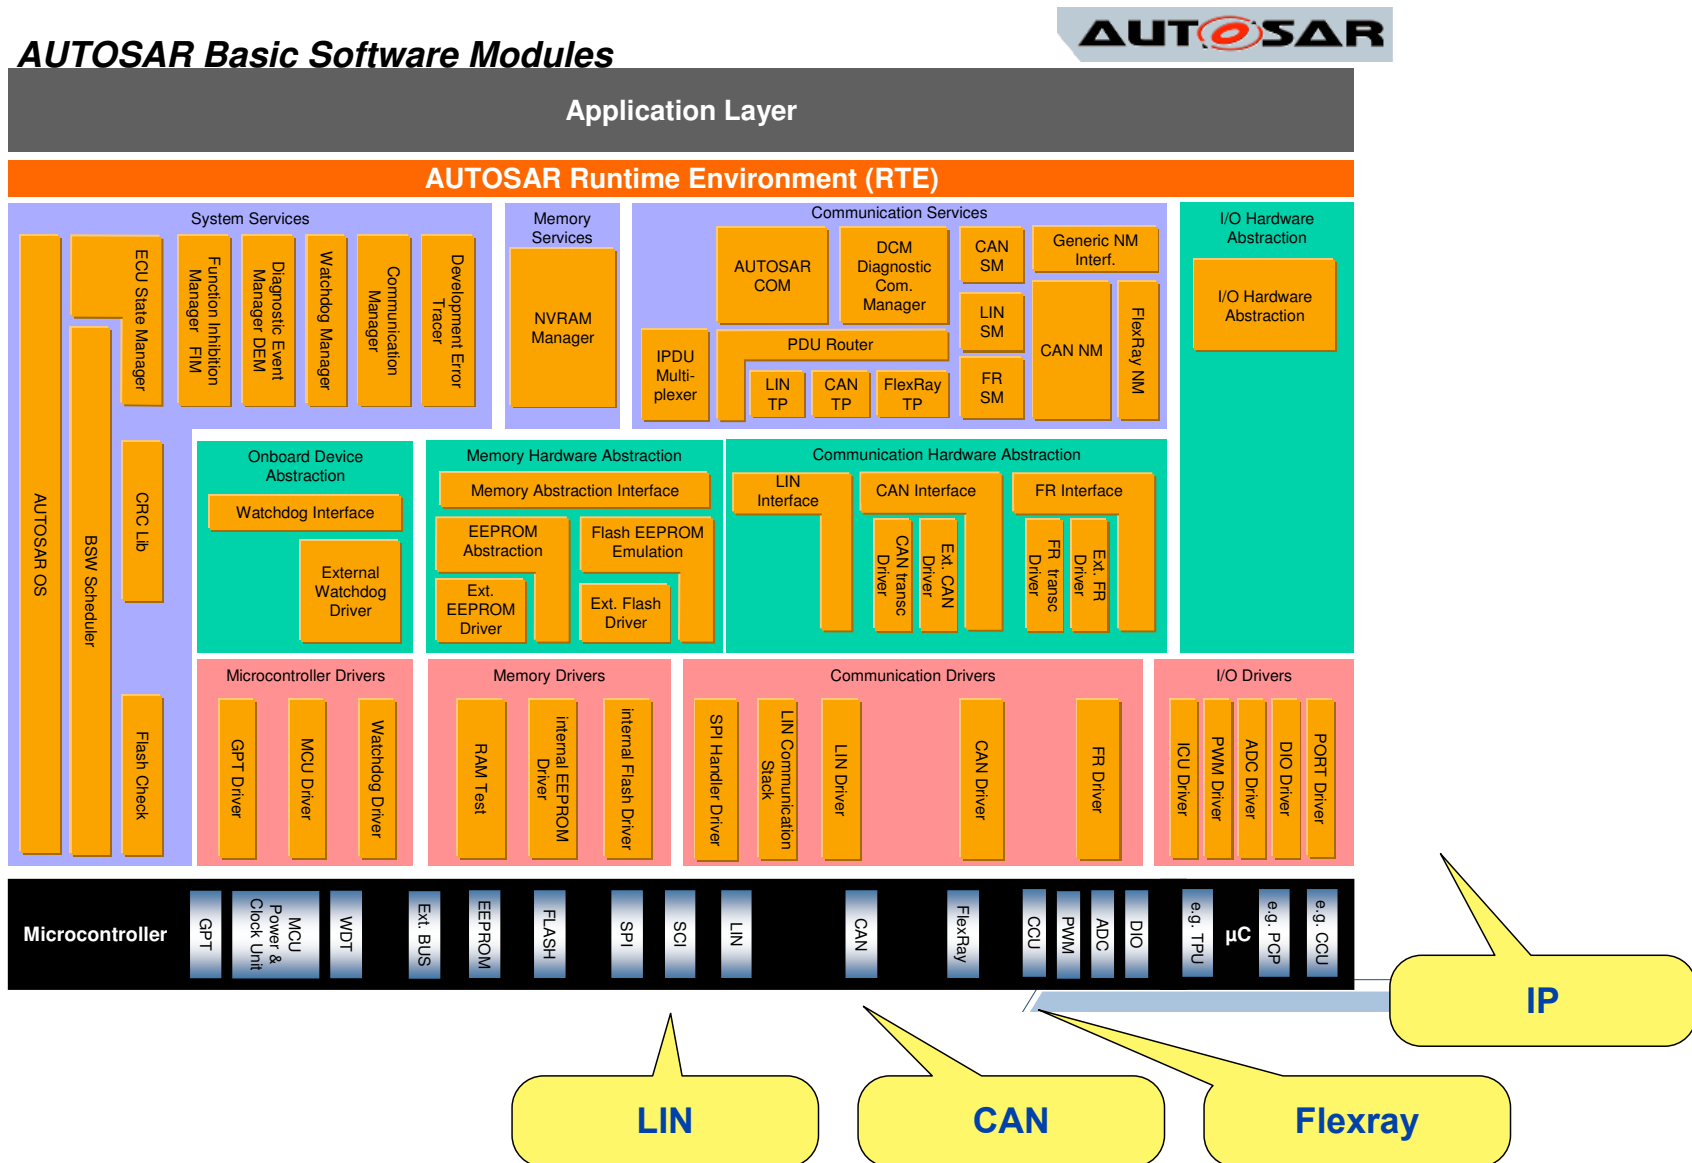 AUTOSAR
AUTOSAR Basic Software Modules
Application Layer
AUTOSAR Runtime Environment (RTE)
System Services
AUTOSAR OS
BSW Scheduler
ECU State Manager
Function Inhibition
Manager FIM
Diagnostic Event
Manager DEM
Watchdog Manager
Communication
Manager
Development Error
Tracer
CRC Lib
Flash Check
Memory
Services
NVRAM
Manager
Communication Services
IPDU
Multi-
plexer
AUTOSAR
COM
DCM
Diagnostic
Com.
Manager
PDU Router
LIN
TP
CAN
TP
FlexRay
TP
CAN
SM
LIN
SM
FR
SM
Generic NM
Interf.
CAN NM
FlexRay NM
I/O Hardware
Abstraction
I/O Hardware
Abstraction
Onboard Device
Abstraction
Watchdog Interface
External
Watchdog
Driver
Memory Hardware Abstraction
Memory Abstraction Interface
EEPROM
Abstraction
Flash EEPROM
Emulation
Ext.
EEPROM
Driver
Ext. Flash
Driver
Communication Hardware Abstraction
LIN
Interface
CAN Interface
CAN transc
Driver
Ext. CAN
Driver
FR Interface
FR transc
Driver
Ext. FR
Driver
Microcontroller Drivers
GPT Driver
MCU Driver
Watchdog Driver
Memory Drivers
RAM Test
internal EEPROM
Driver
internal Flash Driver
Communication Drivers
SPI Handler Driver
LIN Communication
Stack
LIN Driver
CAN Driver
FR Driver
I/O Drivers
ICU Driver
PWM Driver
ADC Driver
DIO Driver
PORT Driver
Microcontroller
GPT
MCU
Power &
Clock Unit
WDT
Ext. BUS
EEPROM
FLASH
SPI
SCI
LIN
CAN
FlexRay
CCU
PWM
ADC
DIO
e.g. TPU
µC
e.g. PCP
e.g. CCU
IP
LIN
CAN
Flexray